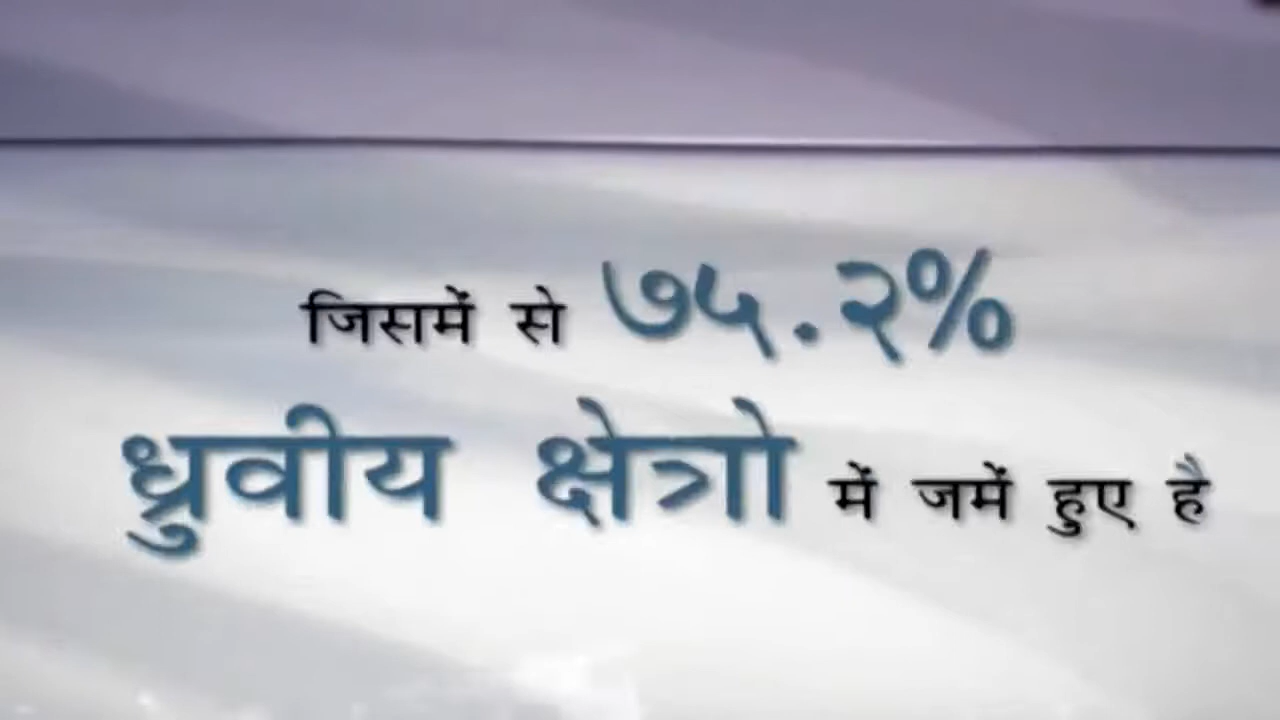 जिसमें से ७५.२%
ध्रुवीय क्षेत्रो में जमें हुए है